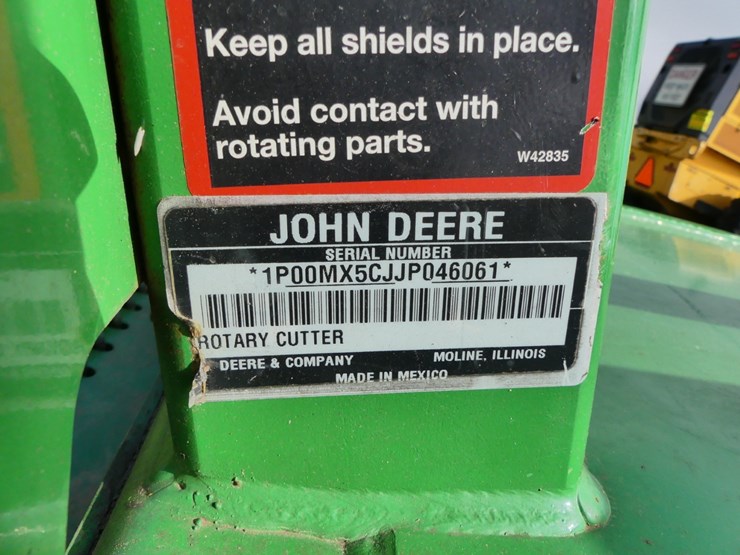 Keep all shields in place.
Avoid contact with
rotating parts.
W42835
JOHN DEERE
SERIAL NUMBER
*1P00MX5CJJP046061*
ROTARY CUTTER
DEERE & COMPANY MOLINE, ILLINOIS
MADE IN MEXICO